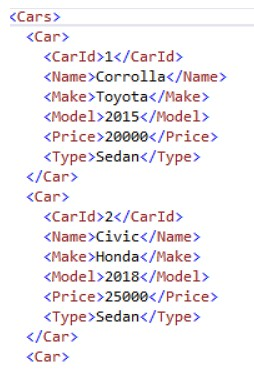 <Cars>
<Car>
<CarId>1</CarId>
<Name>Corrolla</Name>
<Make>Toyota</Make>
<Model>2015</Model>
<Price>20000</Price>
<Type>Sedan</Type>
</Car>
<Car>
<CarId>2</CarId>
<Name>Civic</Name>
<Make>Honda</Make>
<Model>2018</Model>
<Price>25000</Price>
<Type>Sedan</Type>
</Car>
<Car>